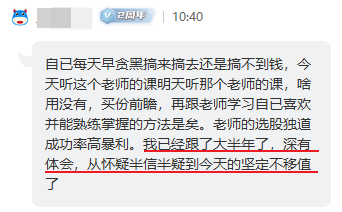 2周年 10:40
自已每天早贪黑搞来搞去还是搞不到钱，今
天听这个老师的课明天听那个老师的课，啥
用没有，买份前瞻，再跟老师学习自己喜欢
并能熟练掌握的方法是矣。老师的选股独道
成功率高暴利。我已经跟了大半年了，深有
体会，从怀疑半信半疑到今天的坚定不移值
了